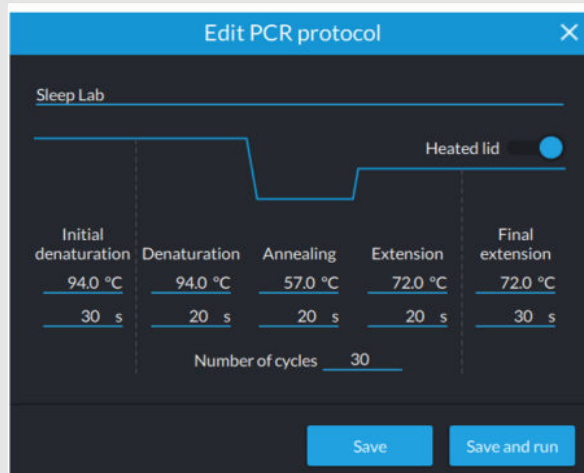 Edit PCR protocol
Sleep Lab
Heated lid
Initial denaturation
Denaturation
Annealing
Extension
Final extension
94.0 °C
94.0 °C
57.0 °C
72.0 °C
72.0 °C
30 s
20 s
20 s
20 s
30 s
Number of cycles 30
Save
Save and run